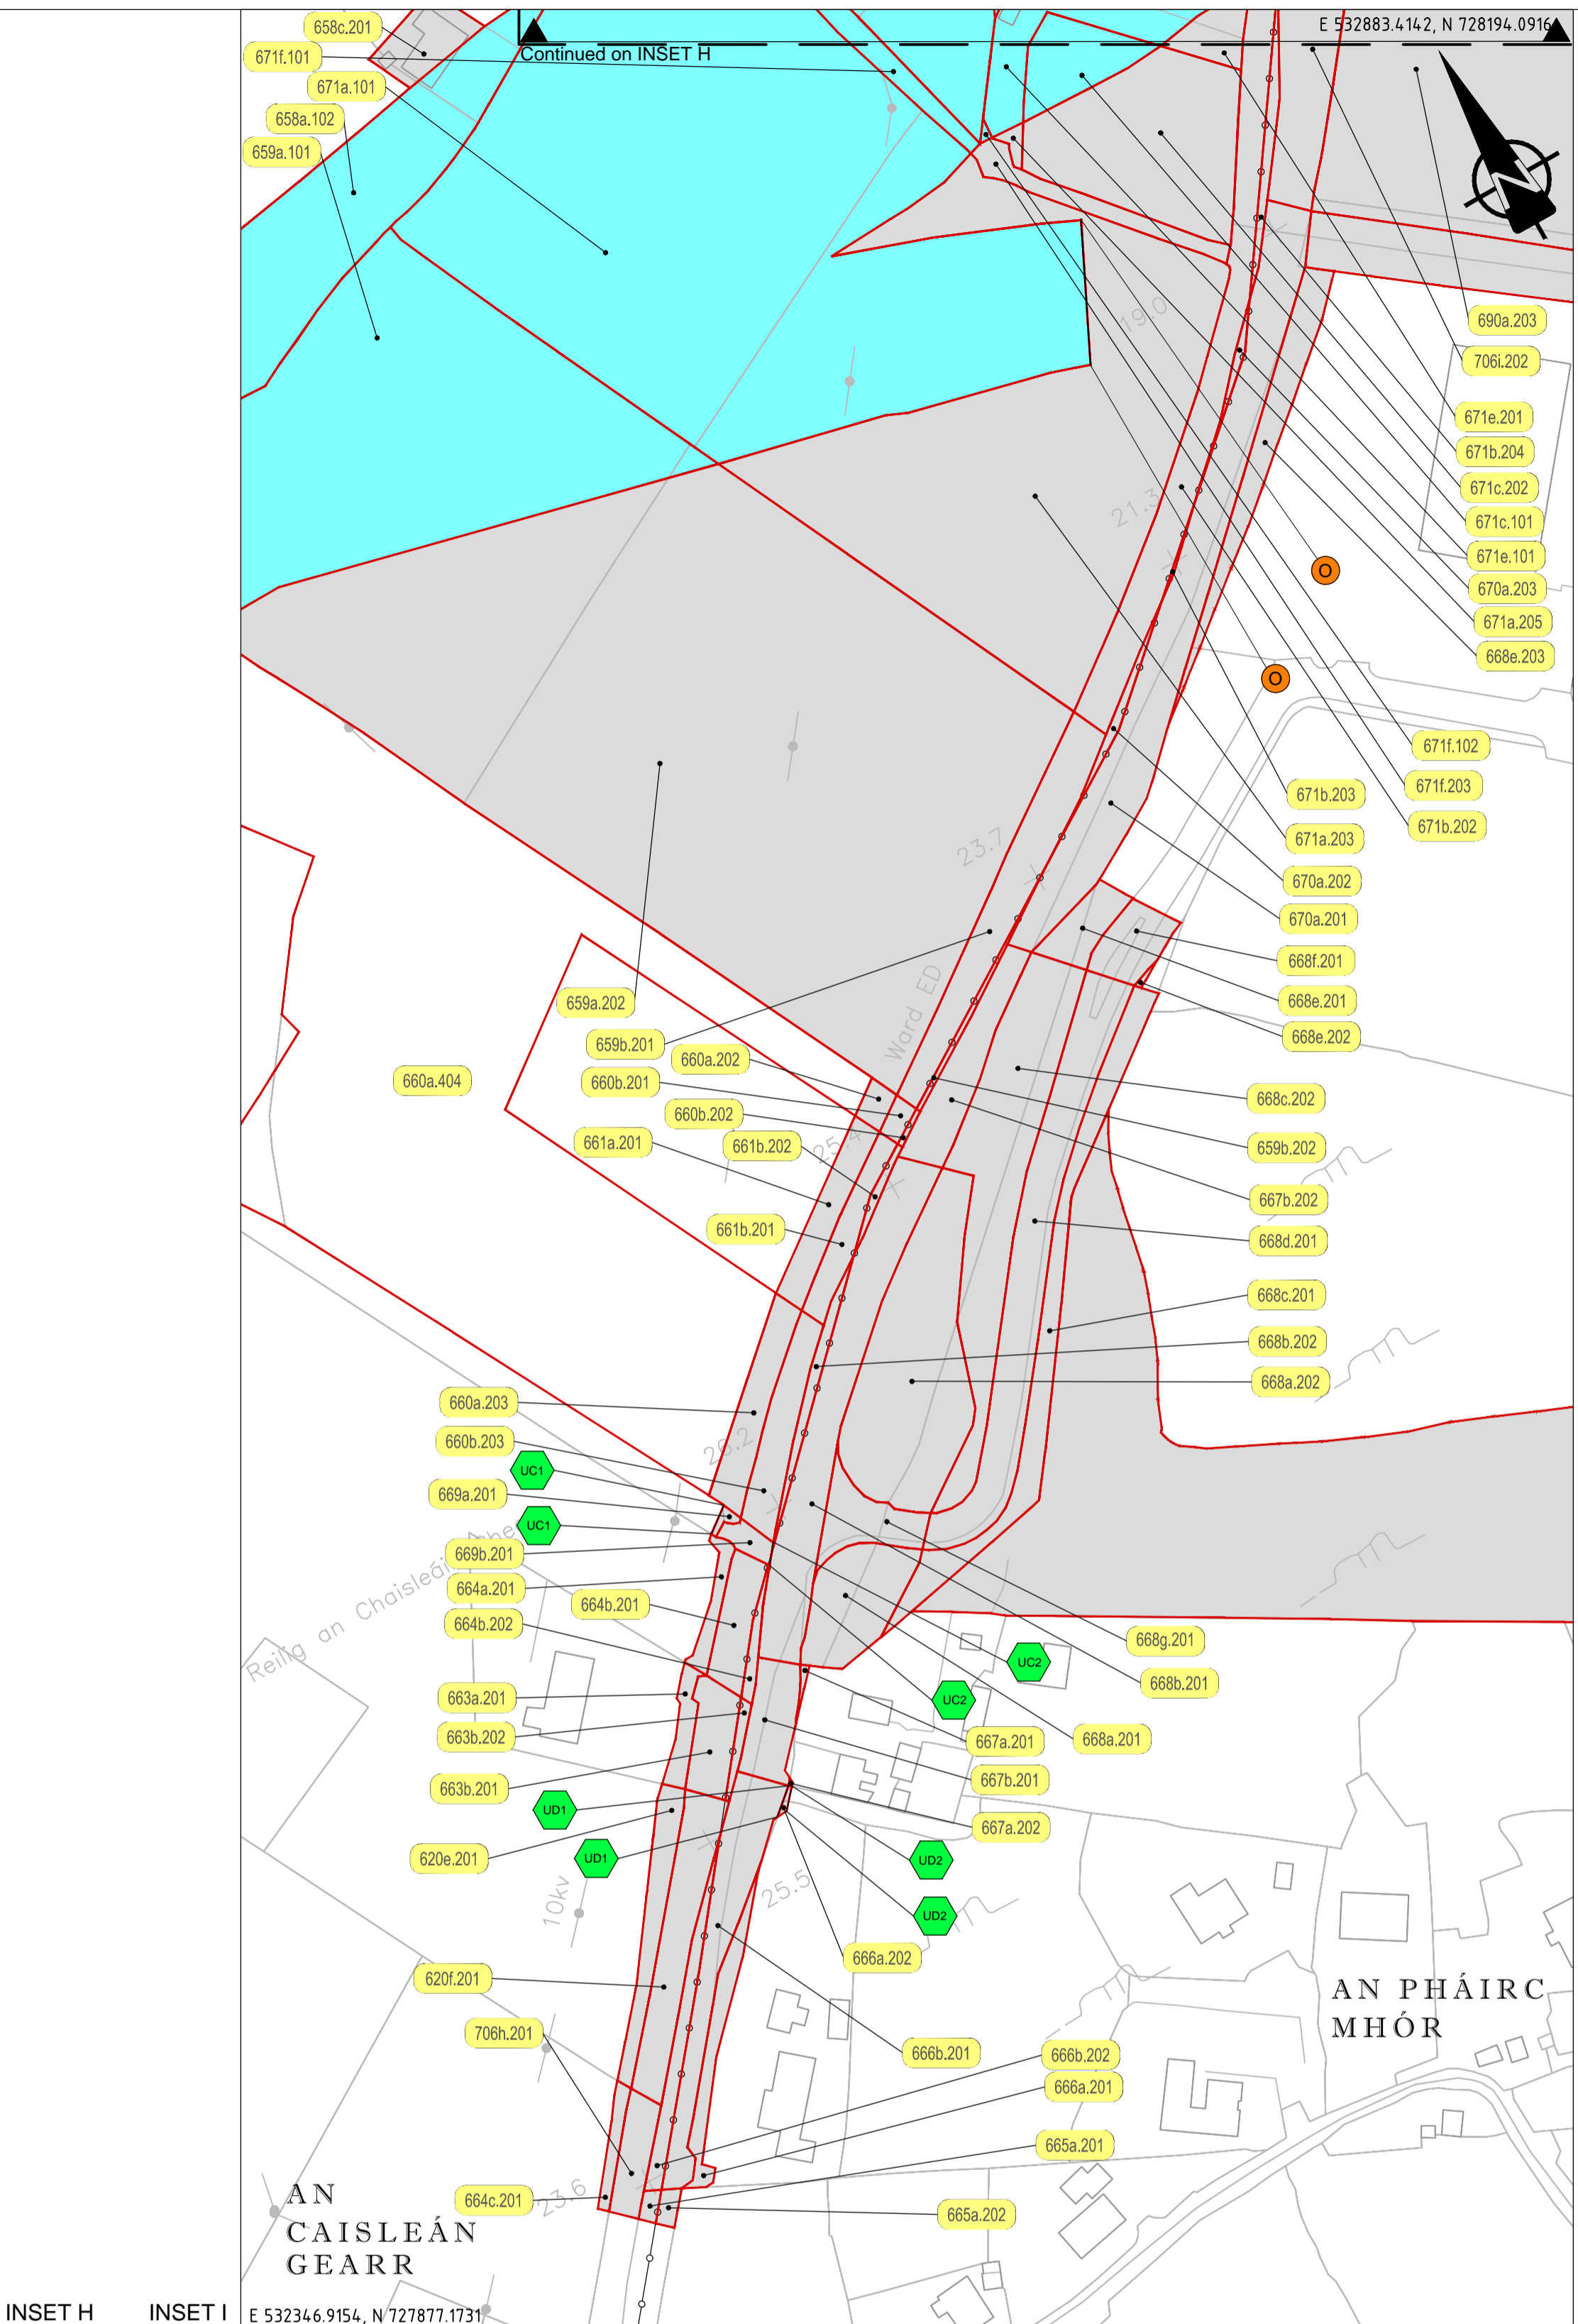 658c.201
E 532883.4142, N 728194.0916
671f.101
Continued on INSET H
671a.101
658a.102
659a.101
19.0
690a.203
706i.202
671e.201
671b.204
671c.202
21.3
671c.101
671e.101
O
670a.203
671a.205
668e.203
O
671f.102
671f.203
671b.203
671b.202
671a.203
23.7
670a.202
670a.201
668f.201
659a.202
668e.201
Ward ED
668e.202
659b.201
660a.202
660a.404
660b.201
668c.202
660b.202
661a.201
661b.202
25.4
659b.202
667b.202
661b.201
668d.201
668c.201
668b.202
668a.202
660a.203
660b.203
26.2
UC1
669a.201
UC1
669b.201
Reilig an Chaisleáin
664a.201
664b.201
664b.202
668g.201
UC2
668b.201
663a.201
UC2
663b.202
667a.201
668a.201
663b.201
667b.201
UD1
667a.202
620e.201
UD1
UD2
25.5
10kv
UD2
666a.202
620f.201
AN PHÁIRC
MHÓR
706h.201
666b.201
666b.202
666a.201
665a.201
AN
CAISLEÁN
GEARR
664c.201
23.6
665a.202
INSET H
INSET I
E 532346.9154, N 727877.1731